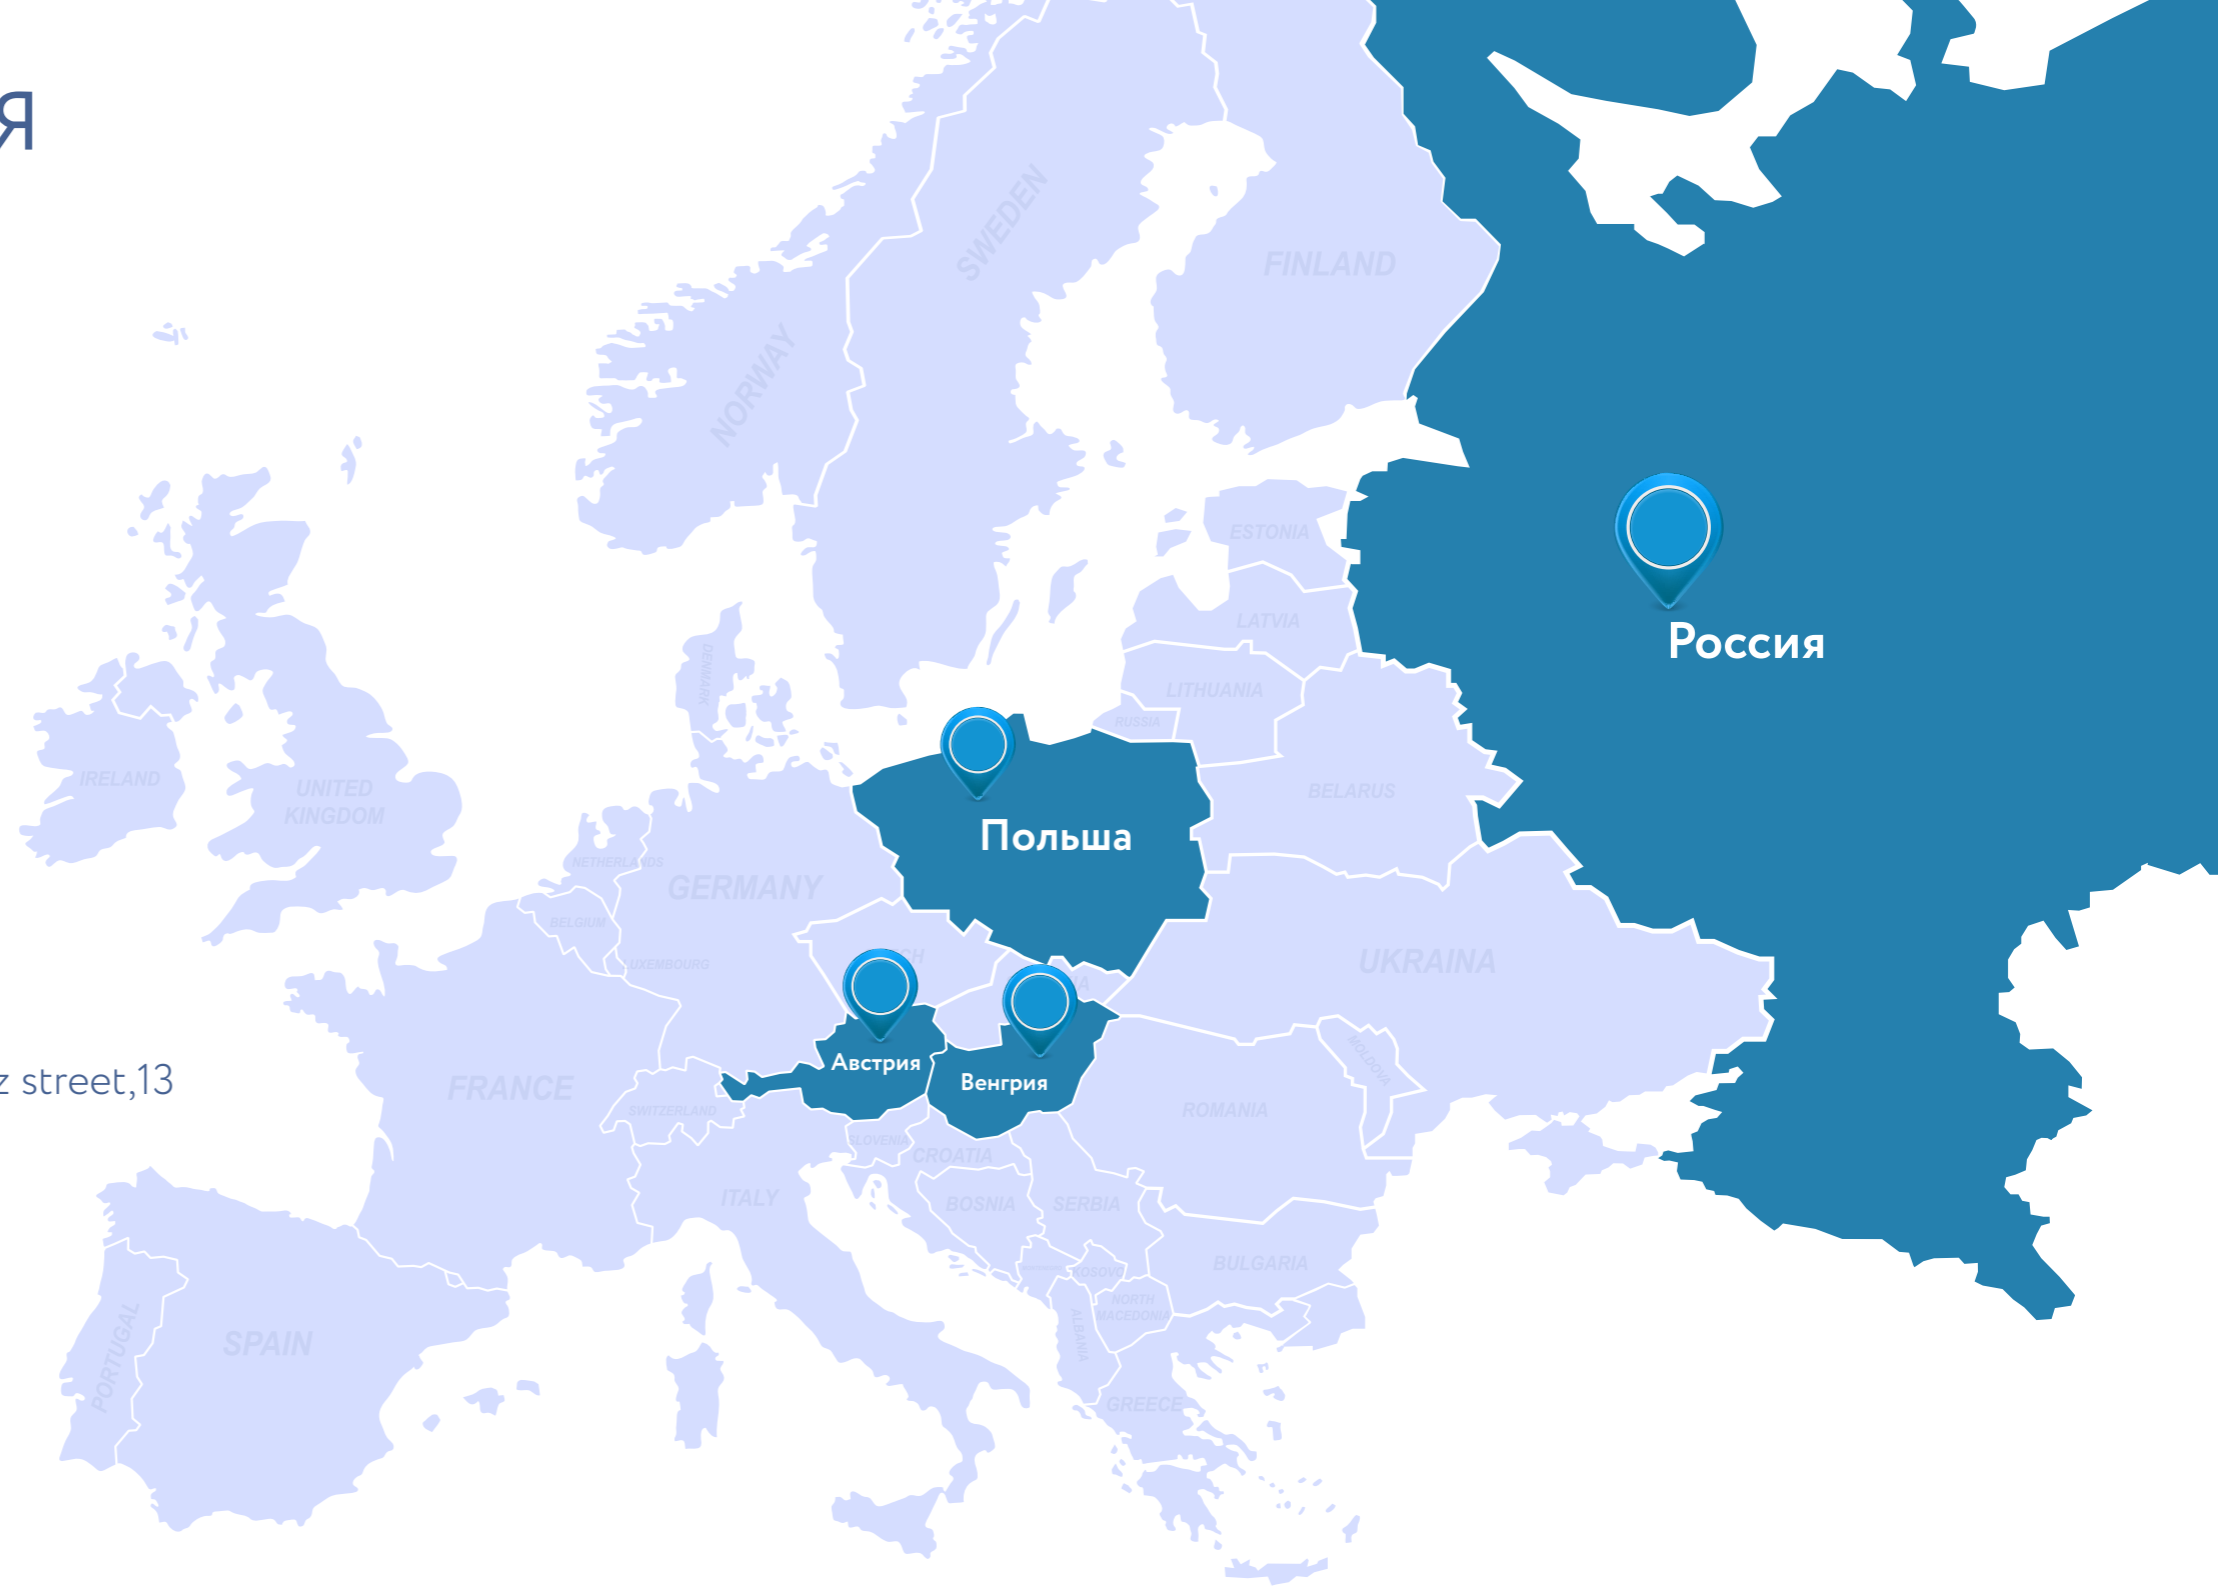 Я
SWEDEN
FINLAND
NORWAY
ESTONIA
Россия
LATVIA
DENMARK
LITHUANIA
RUSSIA
IRELAND
UNITED
KINGDOM
BELARUS
Польша
NETHERLANDS
GERMANY
BELGIUM
UKRAINA
LUXEMBOURG
Австрия
MOLDOVA
z street,13
Венгрия
FRANCE
SWITZERLAND
ROMANIA
SLOVENIA
CROATIA
ITALY
BOSNIA
SERBIA
BULGARIA
KOSOVO
NORTH
MACEDONIA
ALBANIA
PORTUGAL
SPAIN
GREECE